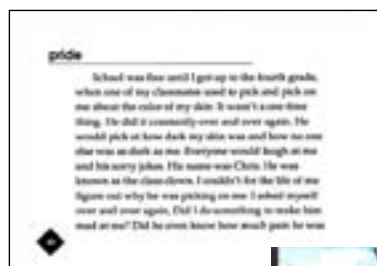 pride
School was fine until I got up to the fourth grade,
when one of my classmates used to pick and pick on
me about the color of my skin. It wasn't a one time
thing. He did it constantly over and over again. He
would pick at how dark my skin was and how no one
else was as dark as me. Everyone would laugh at me
and his sorry jokes. His name was Chris. He was
known as the class clown. I couldn't for the life of me
figure out why he was picking on me. I asked myself
over and over again, Did I do something to make him
mad at me? Did he even know how much pain he was